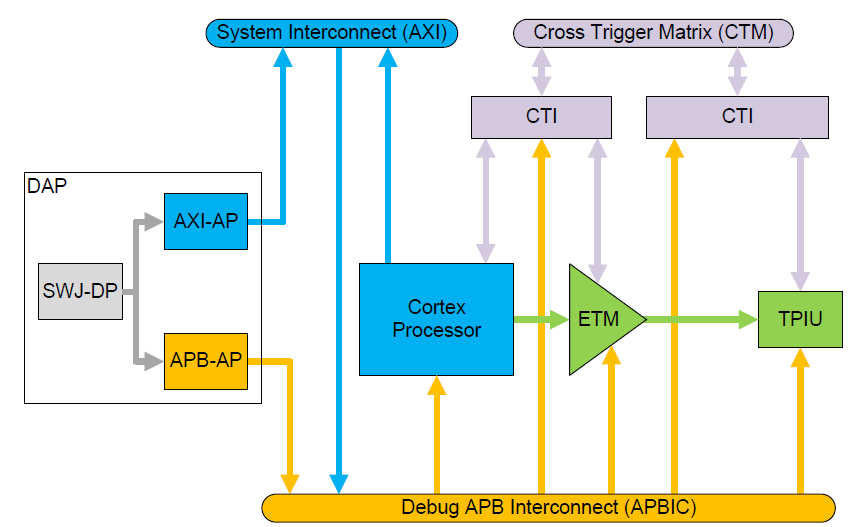 System Interconnect (AXI)
Cross Trigger Matrix (CTM)
CTI
CTI
DAP
AXI-AP
SWJ-DP
APB-AP
Cortex
Processor
ETM
TPIU
Debug APB Interconnect (APBIC)